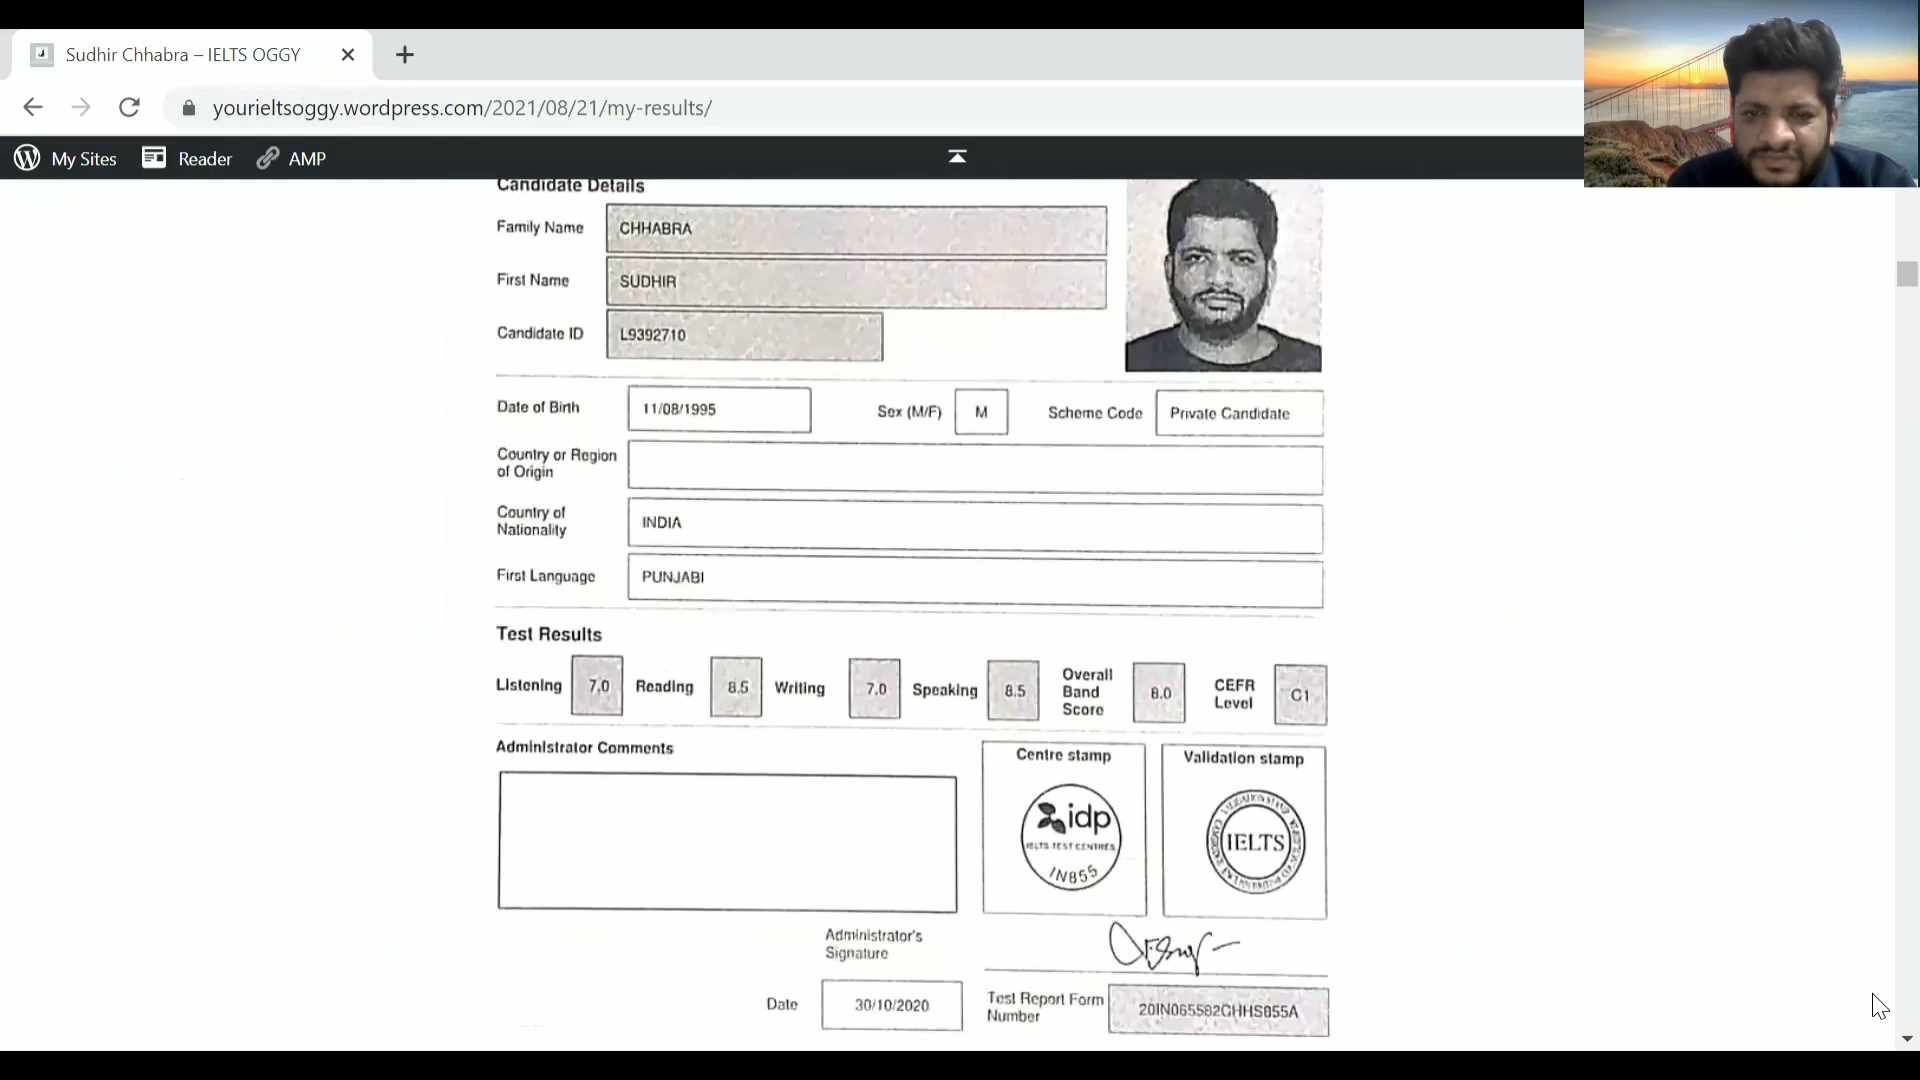 Sudhir Chhabra – IELTS OGGY
yourieltsoggy.wordpress.com/2021/08/21/my-results/
My Sites Reader AMP
Candidate Details
Family Name CHHABRA
First Name SUDHIR
Candidate ID L9392710
Date of Birth 11/08/1995 Sex (M/F) M Scheme Code Private Candidate
Country or Region
of Origin
Country of
Nationality INDIA
First Language PUNJABI
Test Results
Listening 7.0 Reading 8.5 Writing 7.0 Speaking 8.5 Overall Band Score 8.0 CEFR Level C1
Administrator Comments
Centre stamp
Validation stamp
idp
IELTS TEST CENTRES
IN855
IELTS
Administrator's
Signature
Date 30/10/2020
Test Report Form
Number